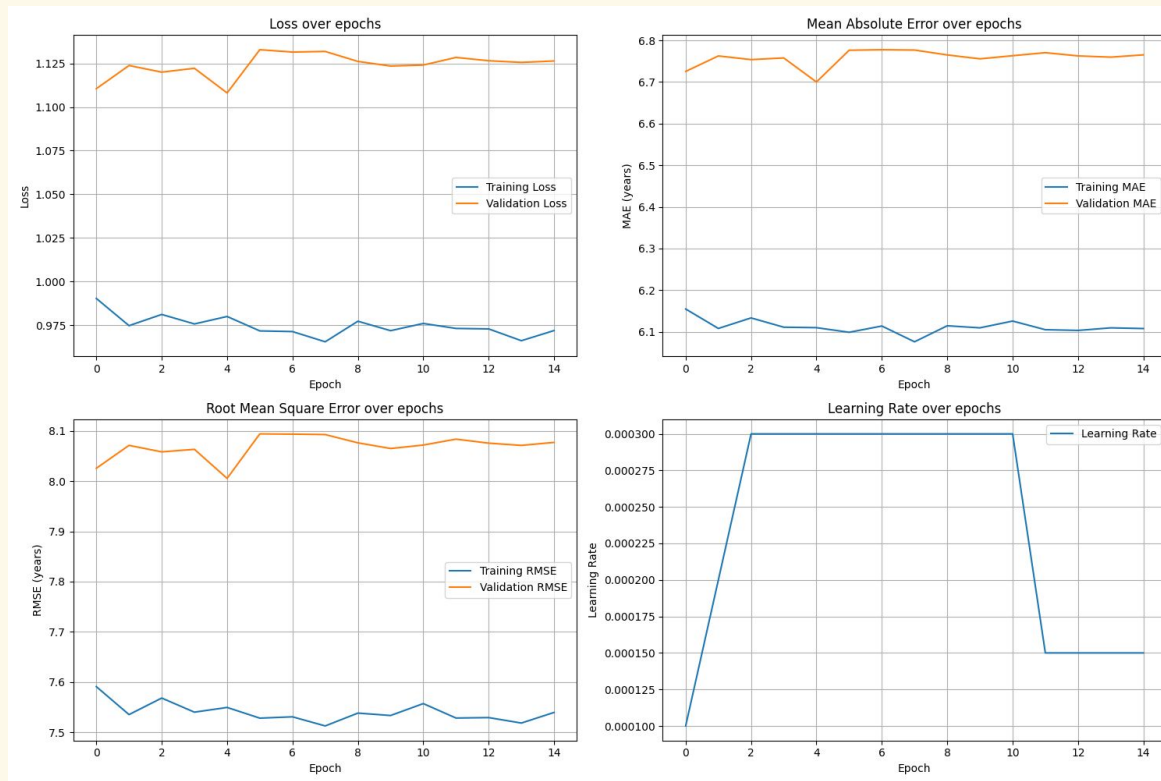 Loss over epochs
1.125
1.100
1.075
1.050
1.025
1.000
0.975
Loss
Training Loss
Validation Loss
0 2 4 6 8 10 12 14
Epoch
Mean Absolute Error over epochs
6.8
6.7
6.6
6.5
6.4
6.3
6.2
6.1
MAE (years)
Training MAE
Validation MAE
0 2 4 6 8 10 12 14
Epoch
Root Mean Square Error over epochs
8.1
8.0
7.9
7.8
7.7
7.6
7.5
RMSE (years)
Training RMSE
Validation RMSE
0 2 4 6 8 10 12 14
Epoch
Learning Rate over epochs
0.000300
0.000275
0.000250
0.000225
0.000200
0.000175
0.000150
0.000125
0.000100
Learning Rate
Learning Rate
0 2 4 6 8 10 12 14
Epoch